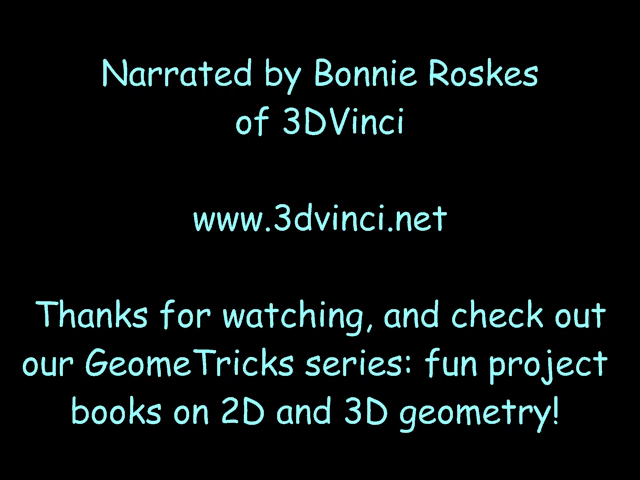 Narrated by Bonnie Roskes
of 3DVinci
www.3dvinci.net
Thanks for watching, and check out
our GeomeTricks series: fun project
books on 2D and 3D geometry!